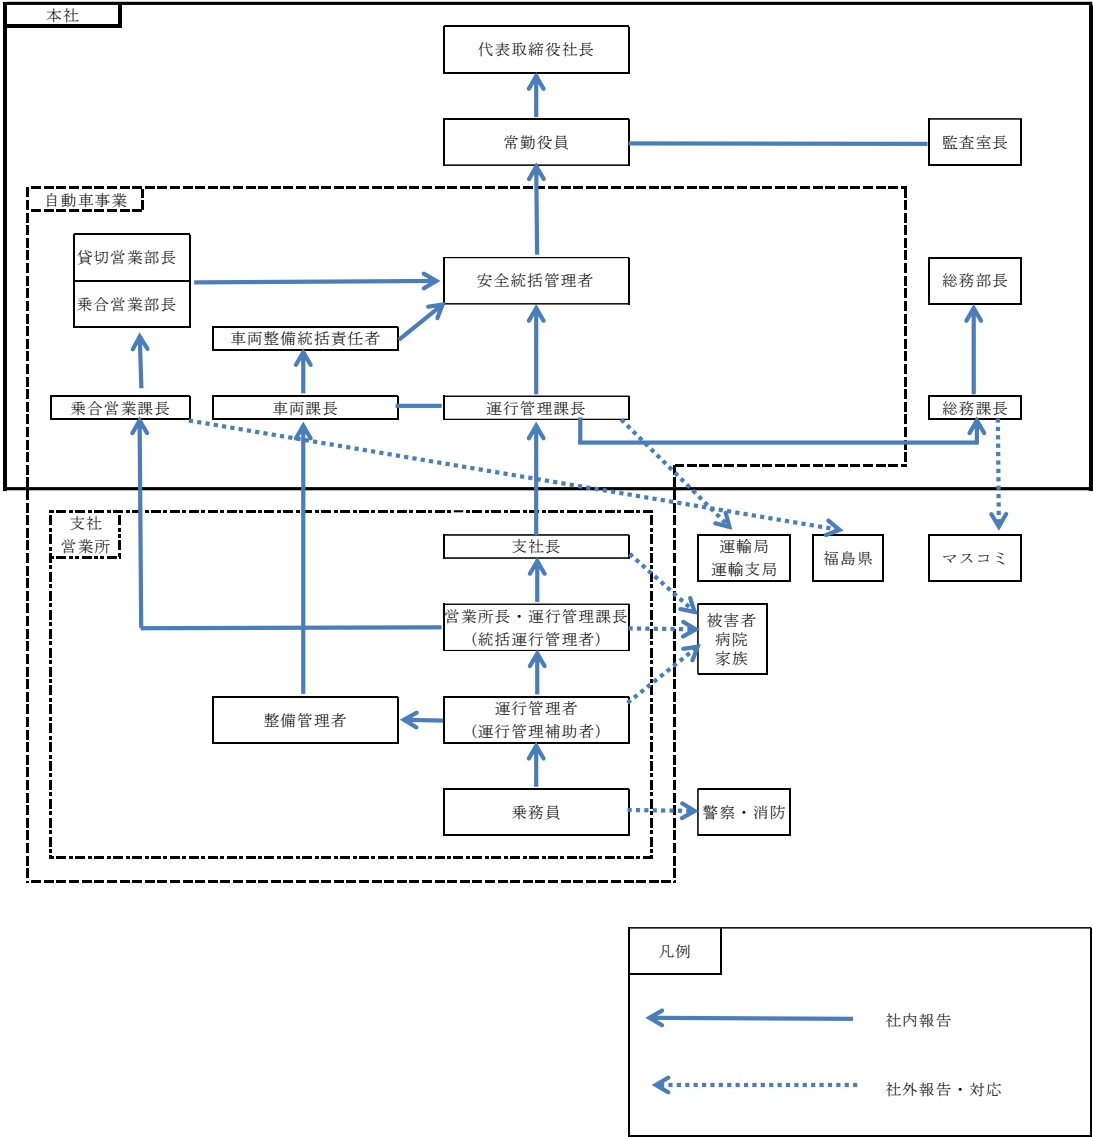 本社
代表取締役社長
常勤役員
監査室長
自動車事業
貸切営業部長
乗合営業部長
安全統括管理者
総務部長
車両整備統括責任者
乗合営業課長
車両課長
運行管理課長
総務課長
支社
営業所
支社長
運輸局
運輸支局
福島県
マスコミ
営業所長・運行管理課長
(統括運行管理者)
被害者
病院
家族
整備管理者
運行管理者
(運行管理補助者)
乗務員
警察・消防
凡例
社内報告
社外報告・対応